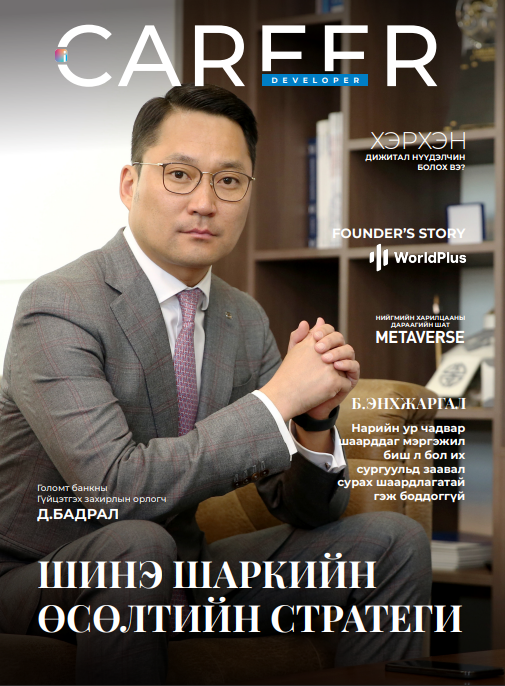 CAREER
DEVELOPER
ХЭРХЭН
ДИЖИТАЛ НҮҮДЭЛЧИН
БОЛОХ ВЭ?
FOUNDER'S STORY
WorldPlus
НИЙГМИЙН ХАРИЛЦААНЫ
ДАРААГИЙН ШАТ
METAVERSE
Б.ЭНХЖАРГАЛ
Нарийн ур чадвар
шаарддаг мэргэжил
биш л бол их
сургуульд заавал
сурах шаардлагатай
гэж боддоггүй
Голомт банкны
Гүйцэтгэх захирлын орлогч
Д.БАДРАЛ
ШИНЭ ШАРКИЙН
ӨСӨЛТИЙН СТРАТЕГИ